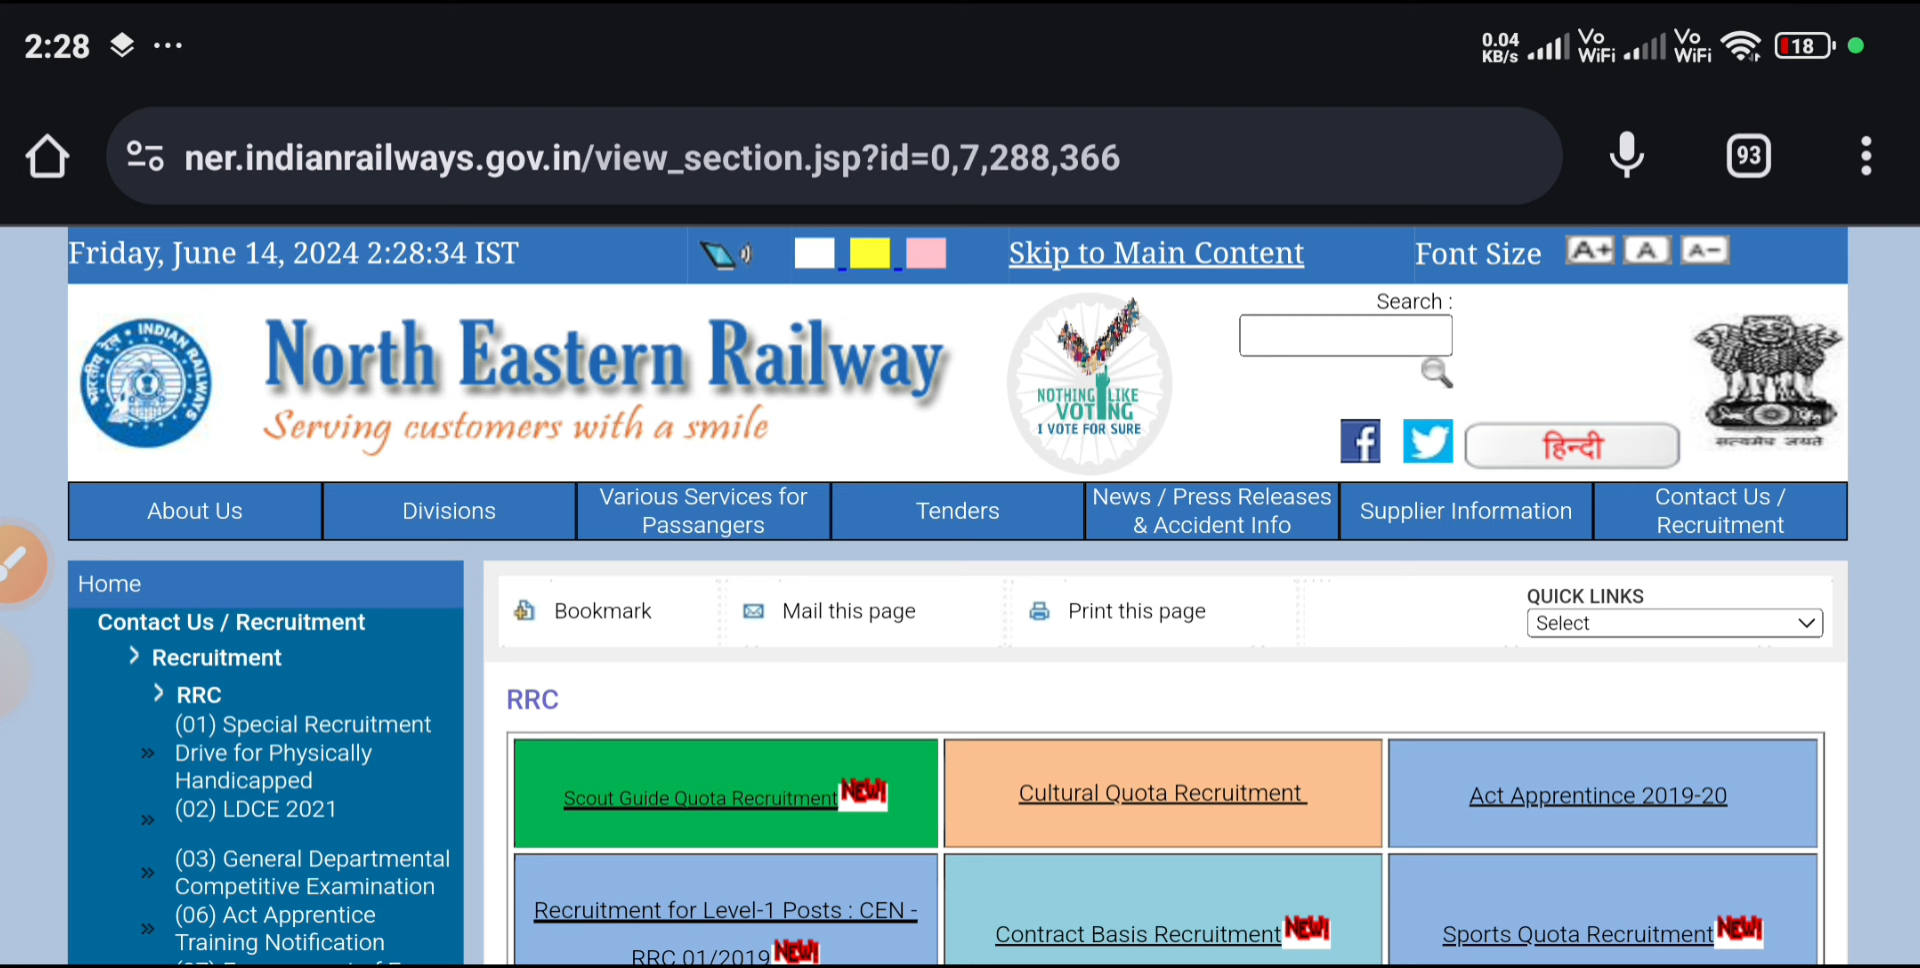 2:28
0.04 KB/s Vo WiFi Vo WiFi 18
ner.indianrailways.gov.in/view_section.jsp?id=0,7,288,366
93
Friday, June 14, 2024 2:28:34 IST
Skip to Main Content
Font Size A+ A A-
INDIAN RAILWAYS
भारतीय रेल
North Eastern Railway
Serving customers with a smile
NOTHING LIKE
VOTING
I VOTE FOR SURE
Search :
हिन्दी
सत्यमेव जयते
About Us
Divisions
Various Services for
Passangers
Tenders
News / Press Releases
& Accident Info
Supplier Information
Contact Us /
Recruitment
Home
Contact Us / Recruitment
Recruitment
RRC
(01) Special Recruitment
Drive for Physically
Handicapped
(02) LDCE 2021
(03) General Departmental
Competitive Examination
(06) Act Apprentice
Training Notification
Bookmark
Mail this page
Print this page
QUICK LINKS
Select
RRC
Scout Guide Quota Recruitment NEW!
Cultural Quota Recruitment
Act Apprentince 2019-20
Recruitment for Level-1 Posts : CEN -
RRC 01/2019 NEW!
Contract Basis Recruitment NEW!
Sports Quota Recruitment NEW!